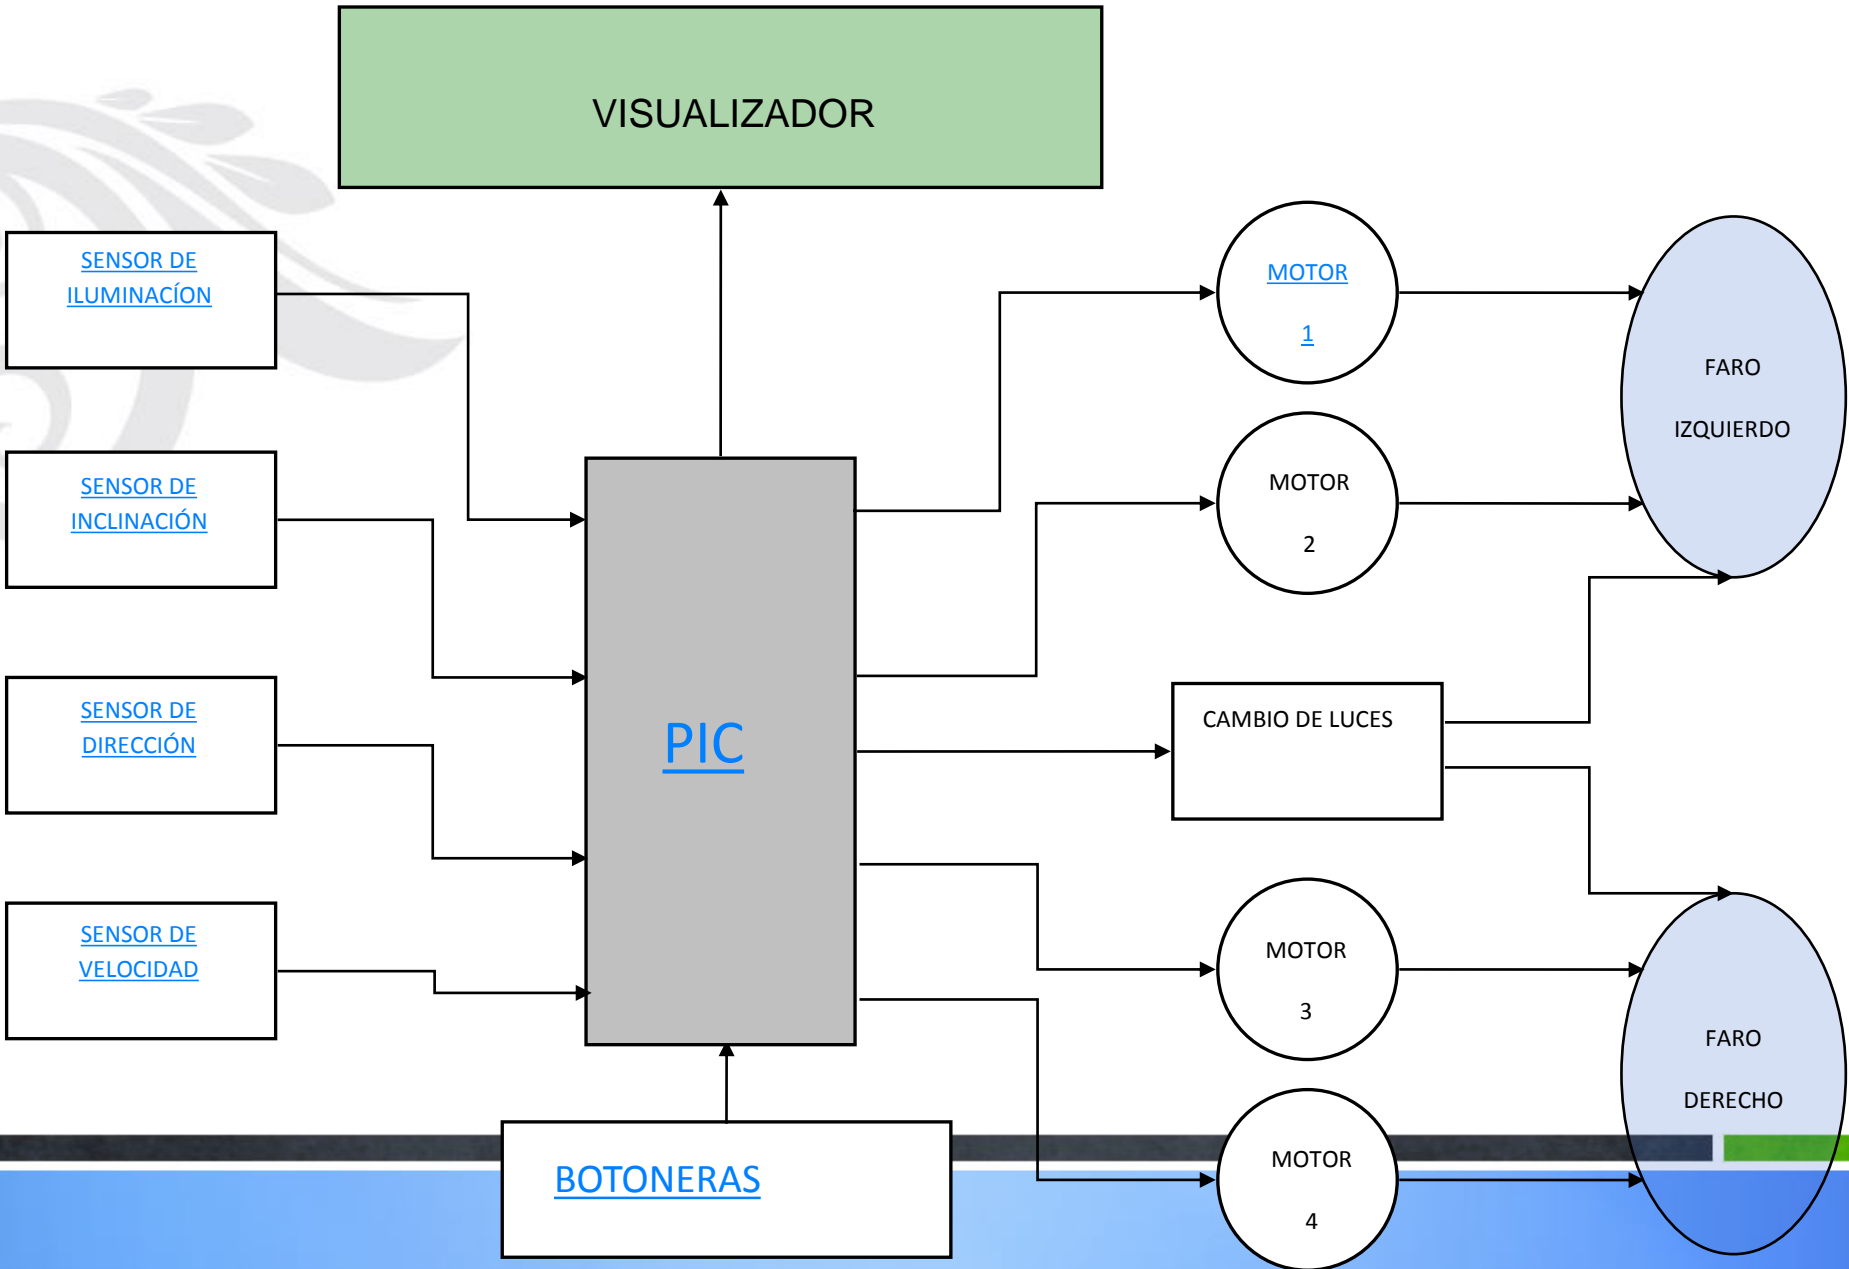 VISUALIZADOR
SENSOR DE
ILUMINACÍON
SENSOR DE
INCLINACIÓN
SENSOR DE
DIRECCIÓN
SENSOR DE
VELOCIDAD
PIC
BOTONERAS
MOTOR
1
MOTOR
2
CAMBIO DE LUCES
MOTOR
3
MOTOR
4
FARO
IZQUIERDO
FARO
DERECHO